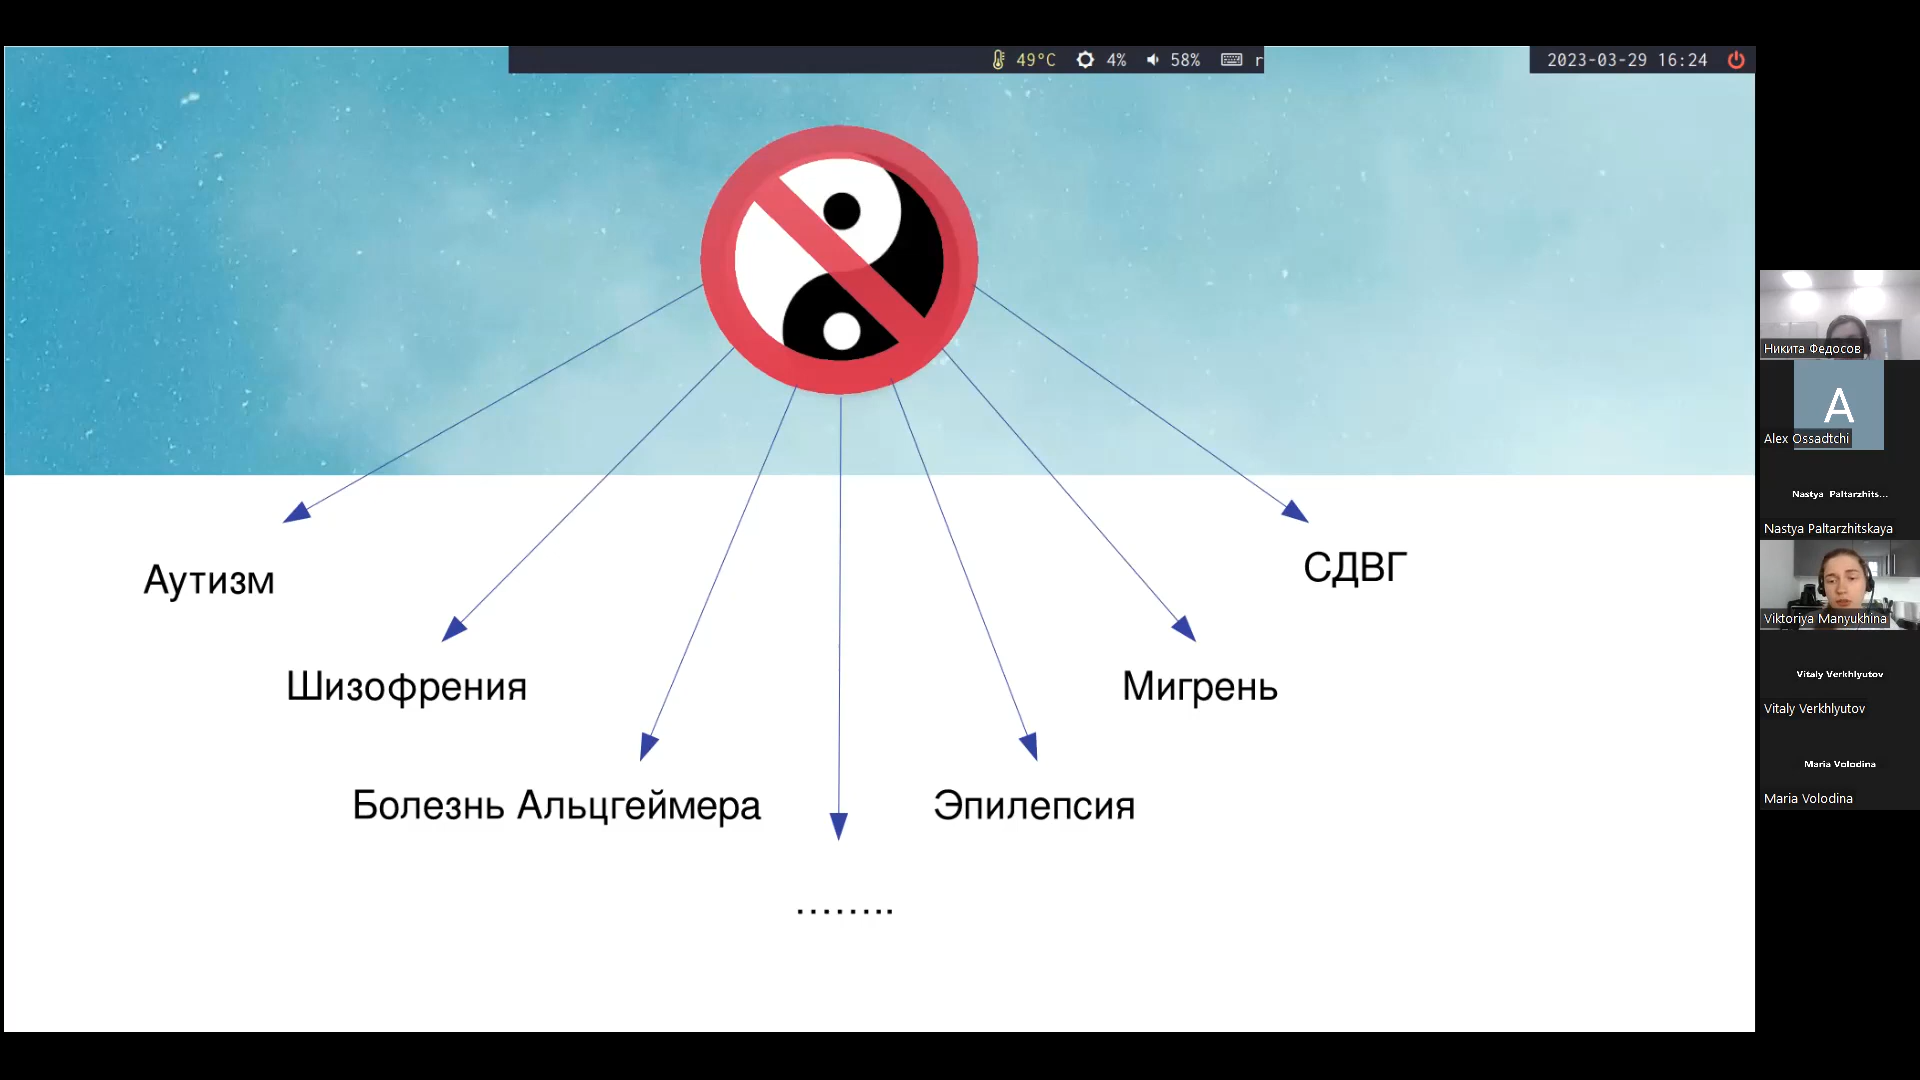 49°C 4% 58% r
2023-03-29 16:24
Аутизм
СДВГ
Шизофрения
Мигрень
Болезнь Альцгеймера
Эпилепсия
........
Никита Федосов
A
Alex Ossadtchi
Nastya Paltarzhits...
Nastya Paltarzhitskaya
Viktoriya Manyukhina
Vitaly Verkhlyutov
Vitaly Verkhlyutov
Maria Volodina
Maria Volodina